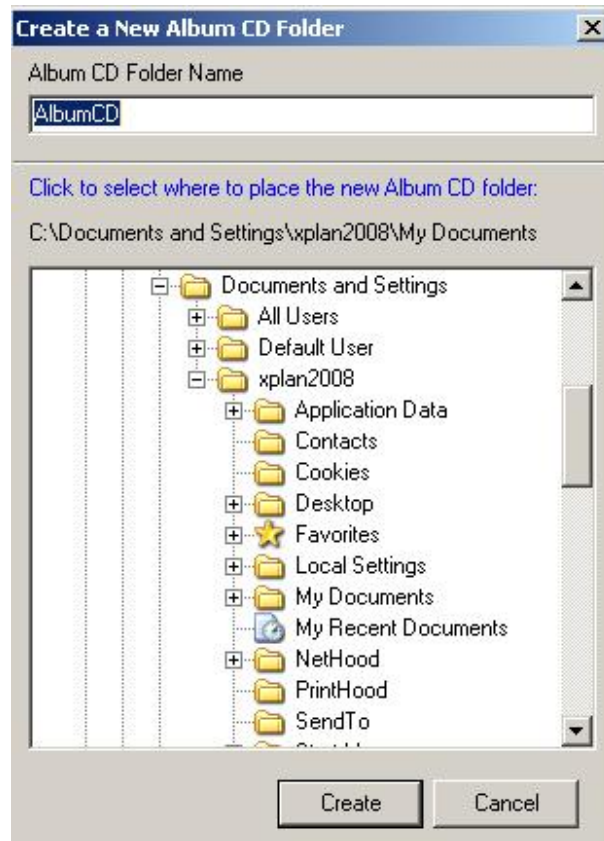 Create a New Album CD Folder
Album CD Folder Name
AlbumCD
Click to select where to place the new Album CD folder:
C:\Documents and Settings\xplan2008\My Documents
Documents and Settings
All Users
Default User
xplan2008
Application Data
Contacts
Cookies
Desktop
Favorites
Local Settings
My Documents
My Recent Documents
NetHood
PrintHood
SendTo
Create
Cancel